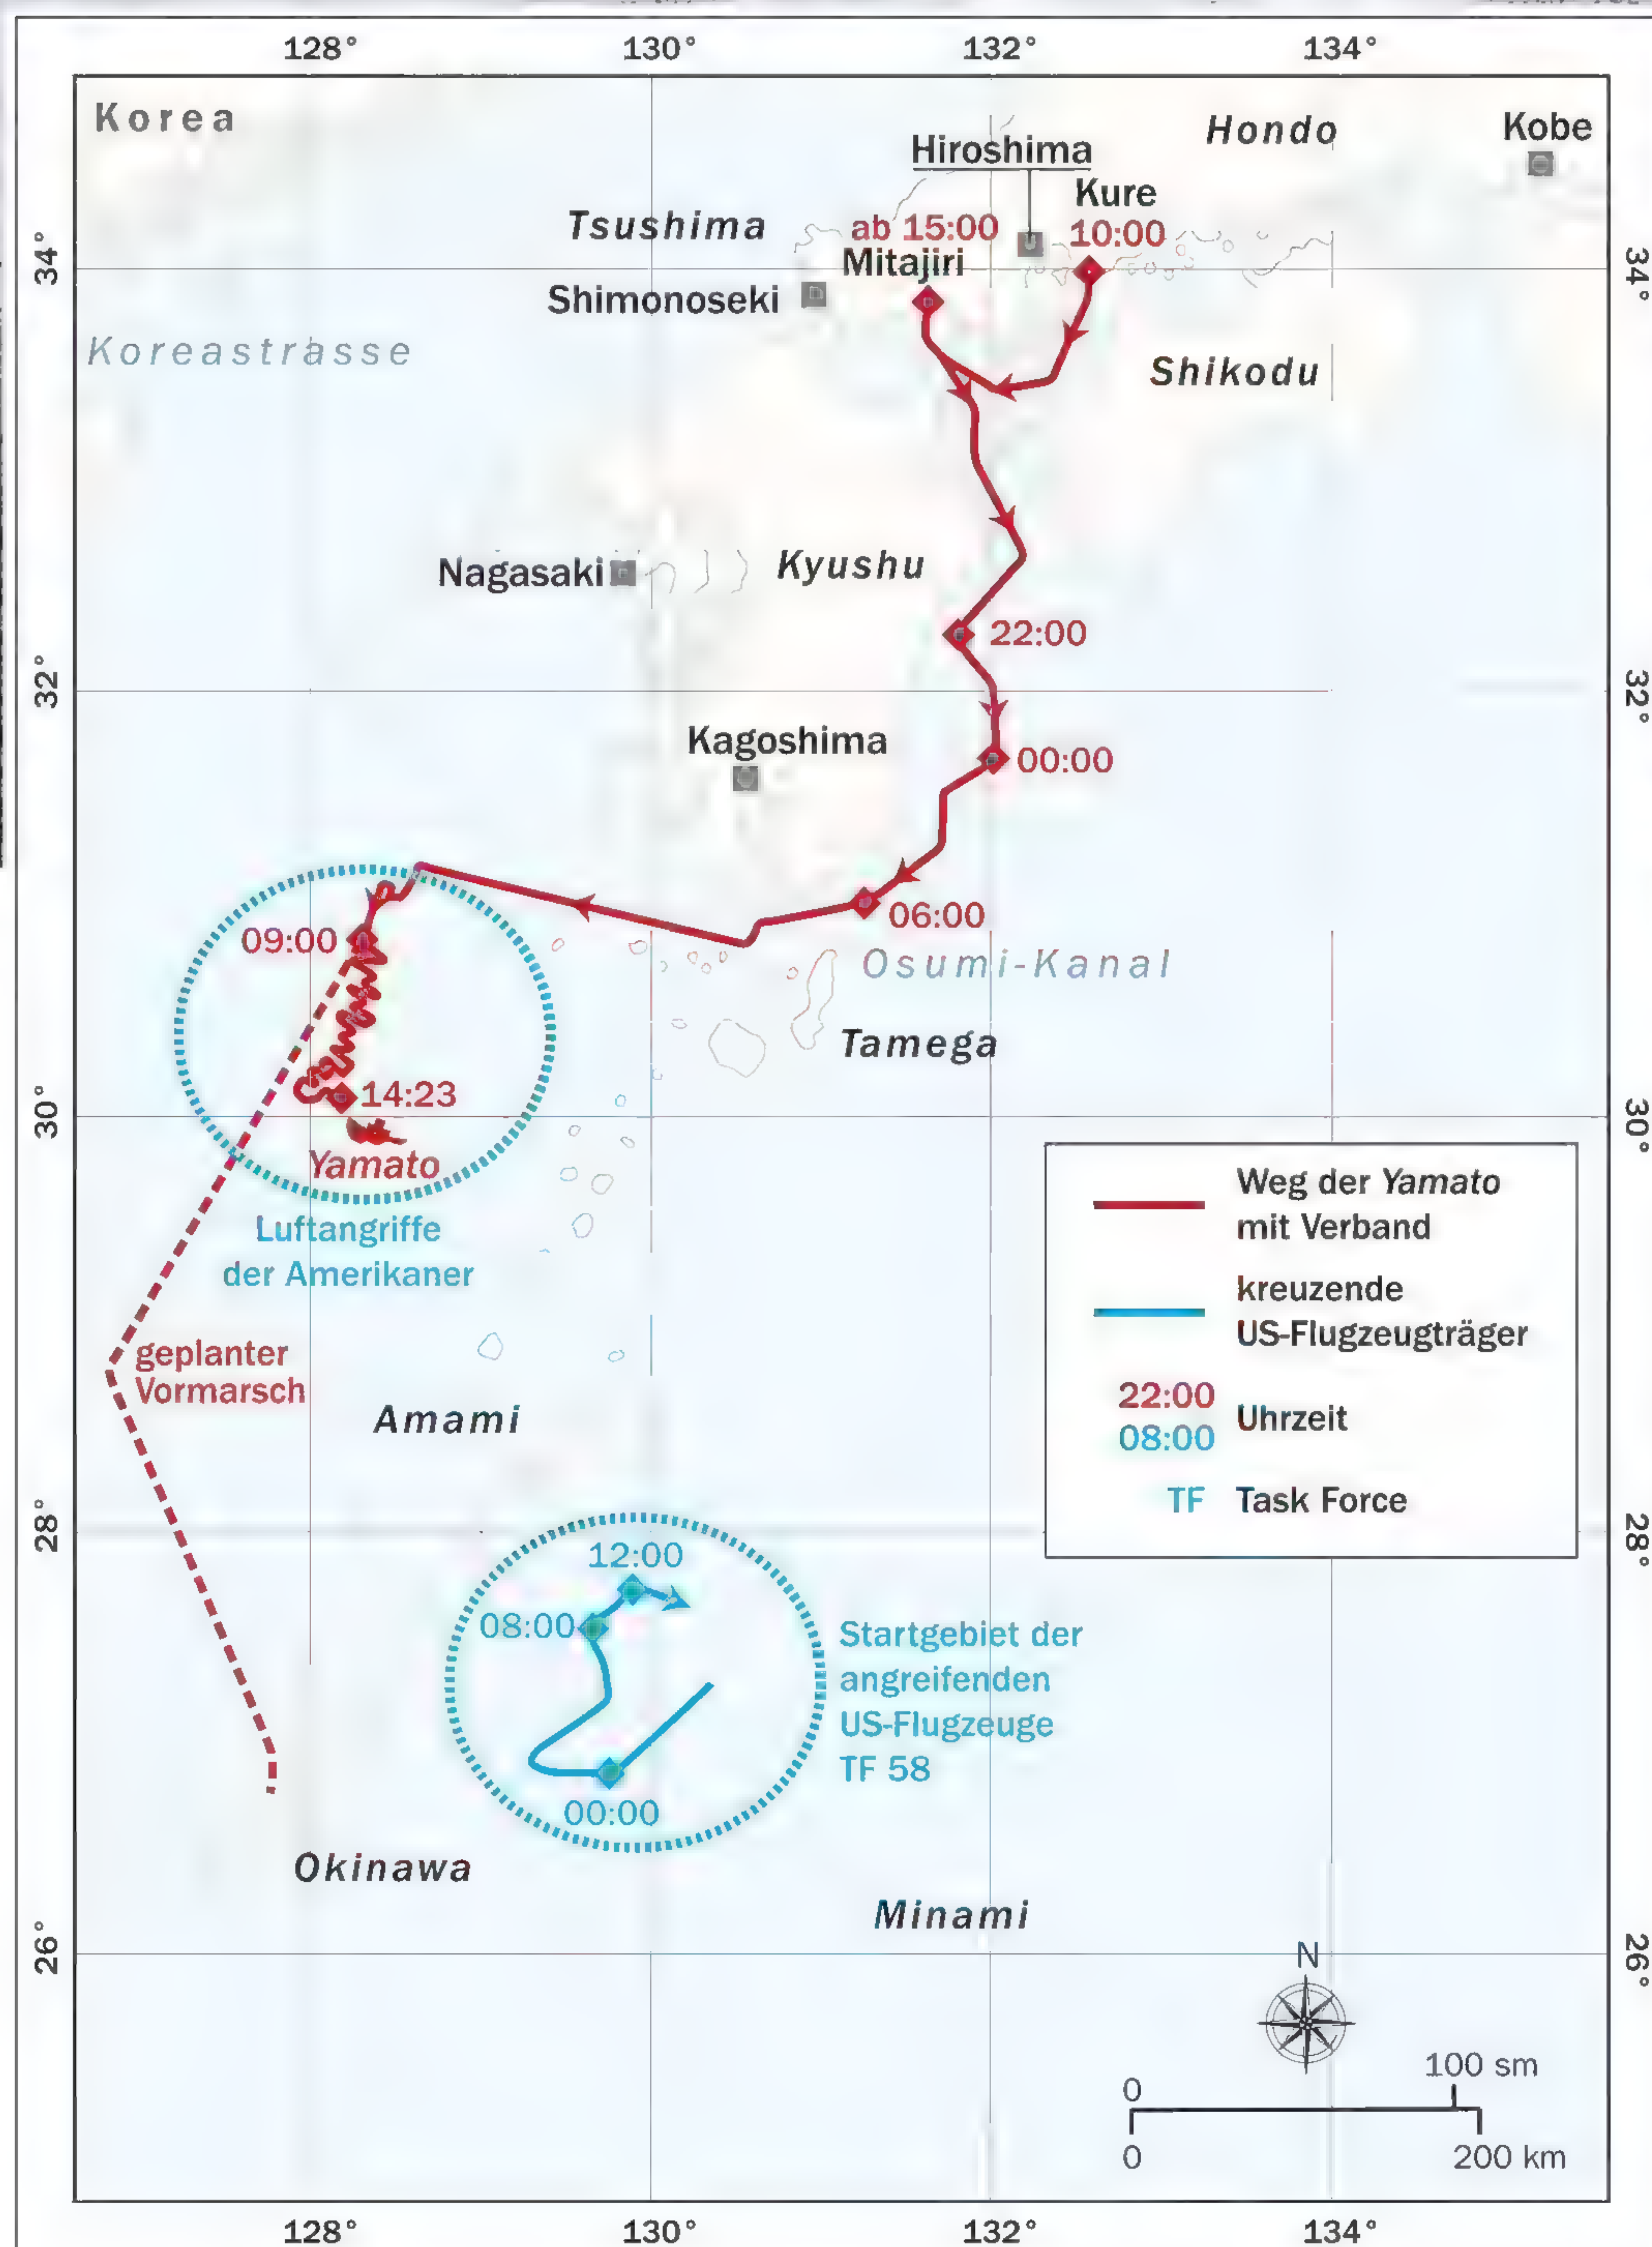 128° 130° 132° 134°
Korea
Hondo
Kobe
Hiroshima
Kure
10:00
Tsushima
ab 15:00
Mitajiri
34° 34°
Shimonoseki
Koreastrasse
Shikodu
Nagasaki
Kyushu
22:00
32° 32°
Kagoshima
00:00
06:00
09:00
Osumi-Kanal
Tamega
14:23
30° 30°
Yamato
Luftangriffe
der Amerikaner
geplanter
Vormarsch
Amami
Weg der Yamato
mit Verband
kreuzende
US-Flugzeugträger
22:00
08:00
Uhrzeit
TF Task Force
28° 28°
12:00
08:00
Startgebiet der
angreifenden
US-Flugzeuge
TF 58
00:00
Okinawa
Minami
26° 26°
N
100 sm
0
0
200 km
128° 130° 132° 134°